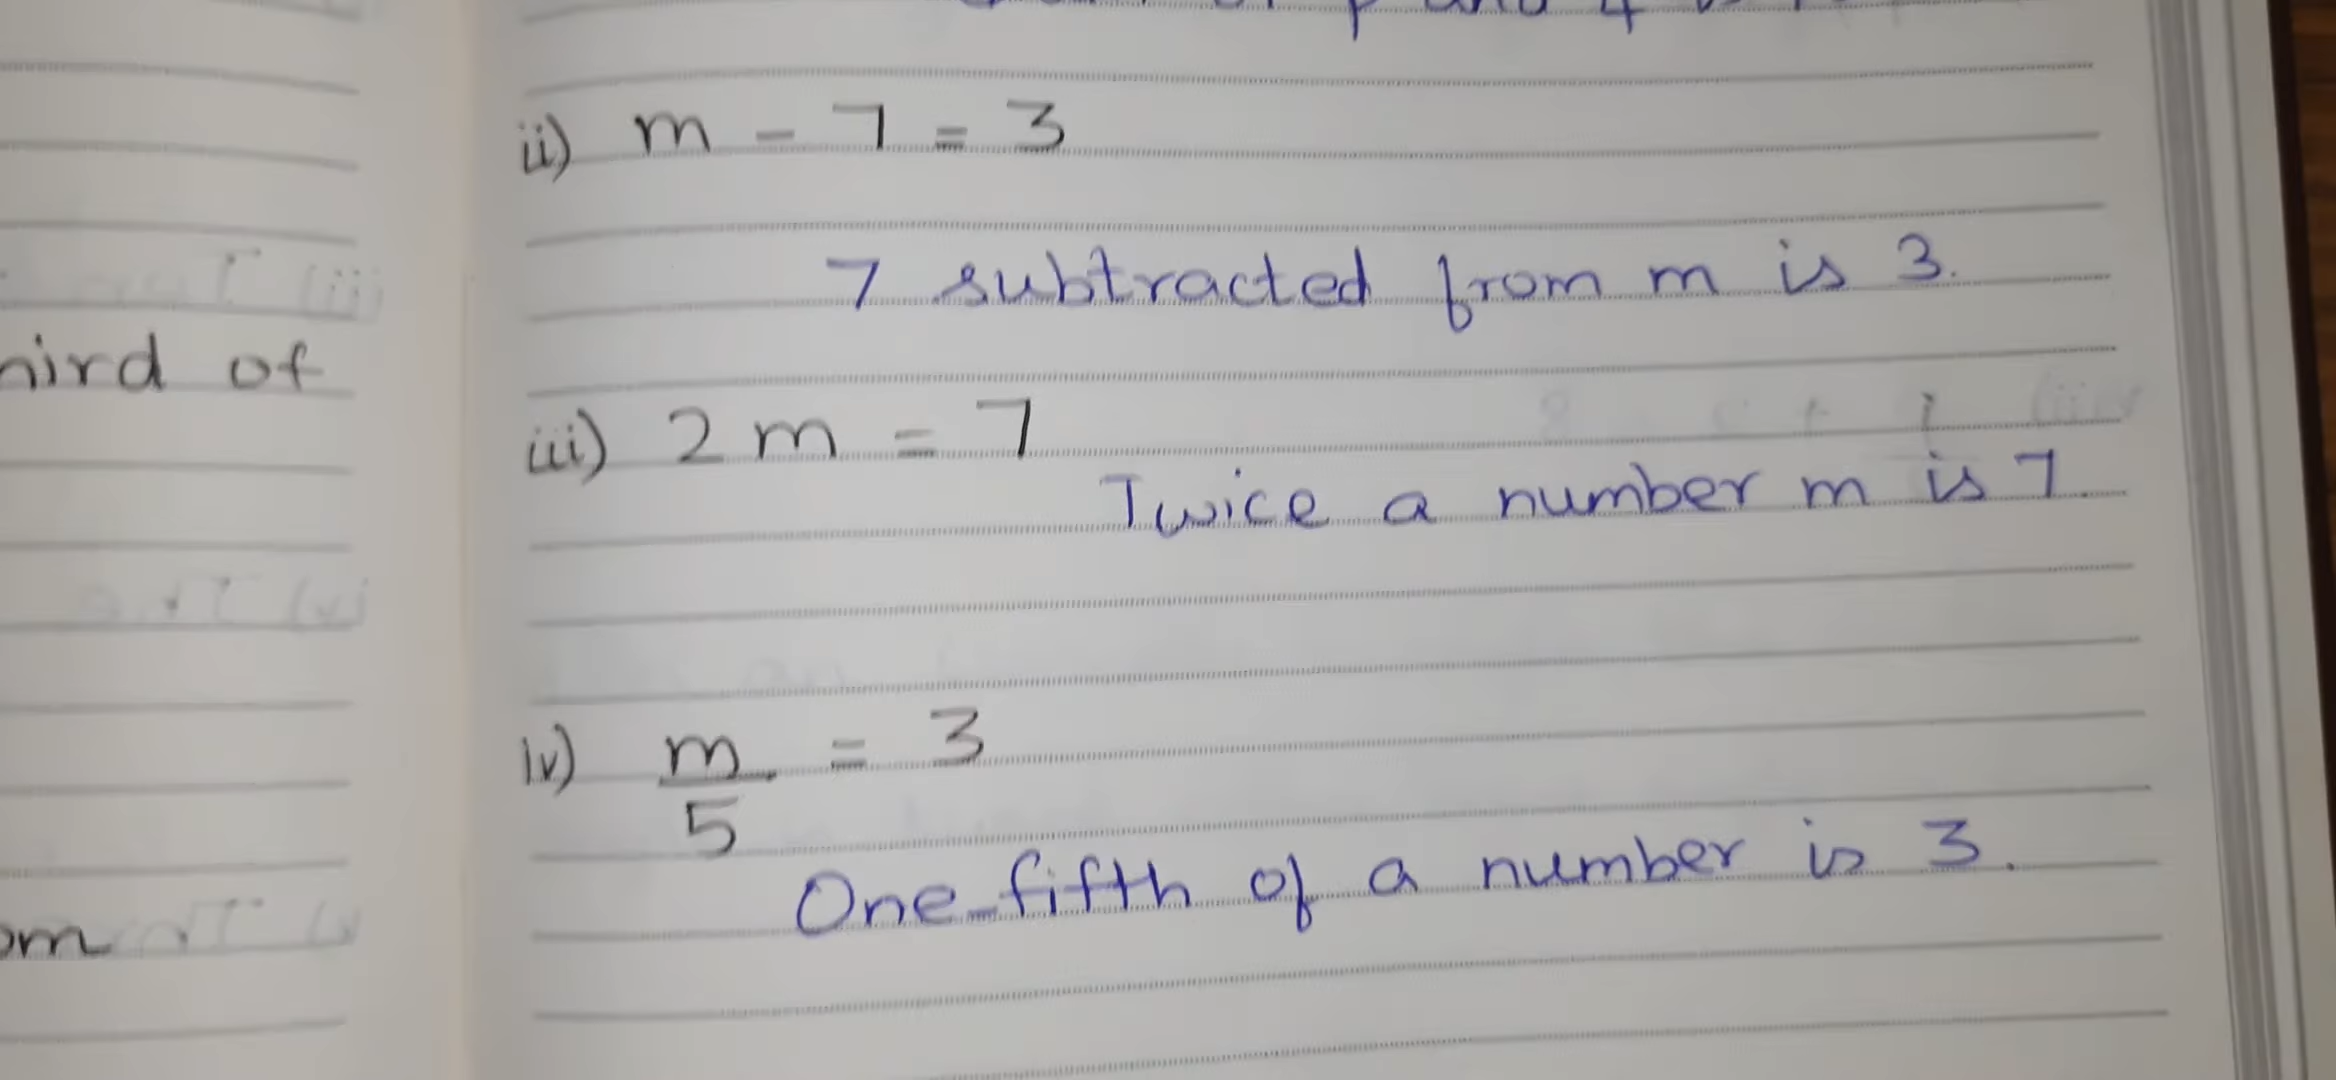 of
ii) m - 7 = 3
7 subtracted from m is 3.
iii) 2m = 7
Twice a number m is 7.
iv) m/5 = 3
One-fifth of a number is 3.